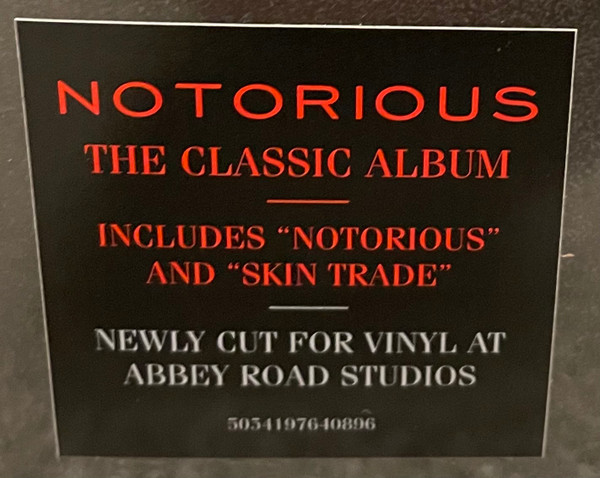 NOTORIOUS
THE CLASSIC ALBUM
INCLUDES “NOTORIOUS”
AND “SKIN TRADE”
NEWLY CUT FOR VINYL AT
ABBEY ROAD STUDIOS
5054197640896